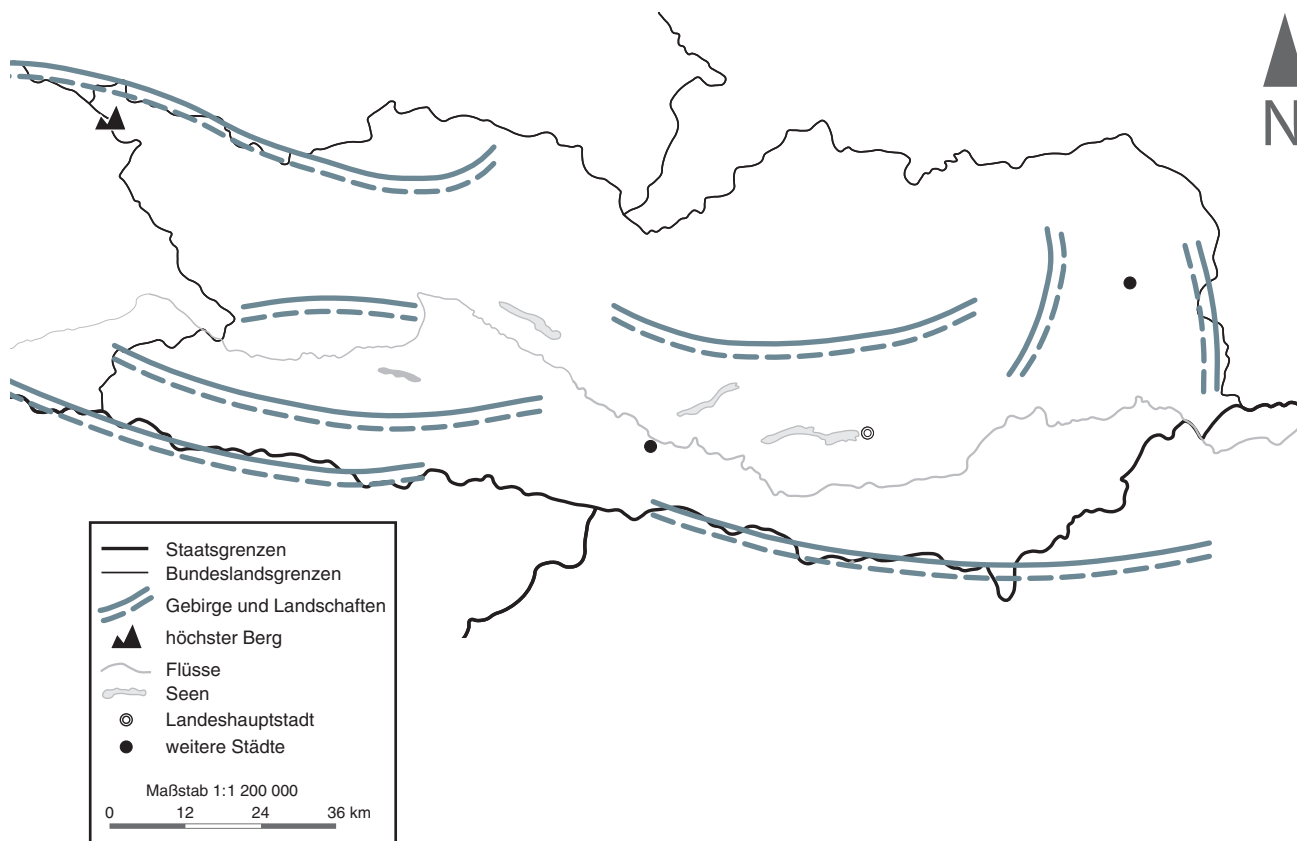 N
Staatsgrenzen
Bundeslandsgrenzen
Gebirge und Landschaften
höchster Berg
Flüsse
Seen
Landeshauptstadt
weitere Städte
Maßstab 1:1 200 000
0 12 24 36 km